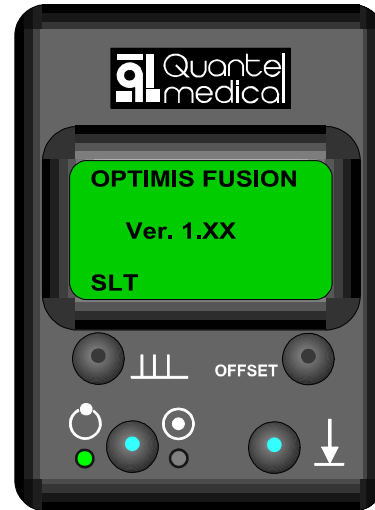 Quantel
medical
OPTIMIS FUSION
Ver. 1.XX
SLT
OFFSET